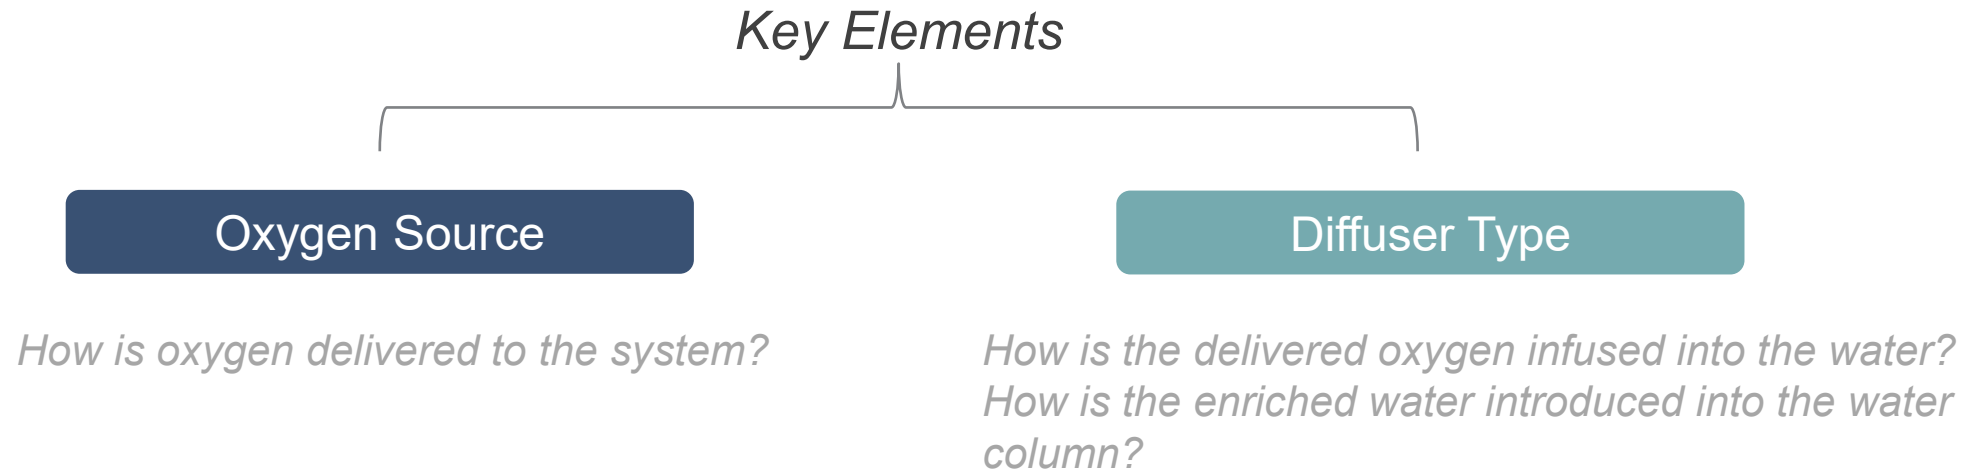 Key Elements
Oxygen Source
Diffuser Type
How is oxygen delivered to the system?
How is the delivered oxygen infused into the water?
How is the enriched water introduced into the water
column?